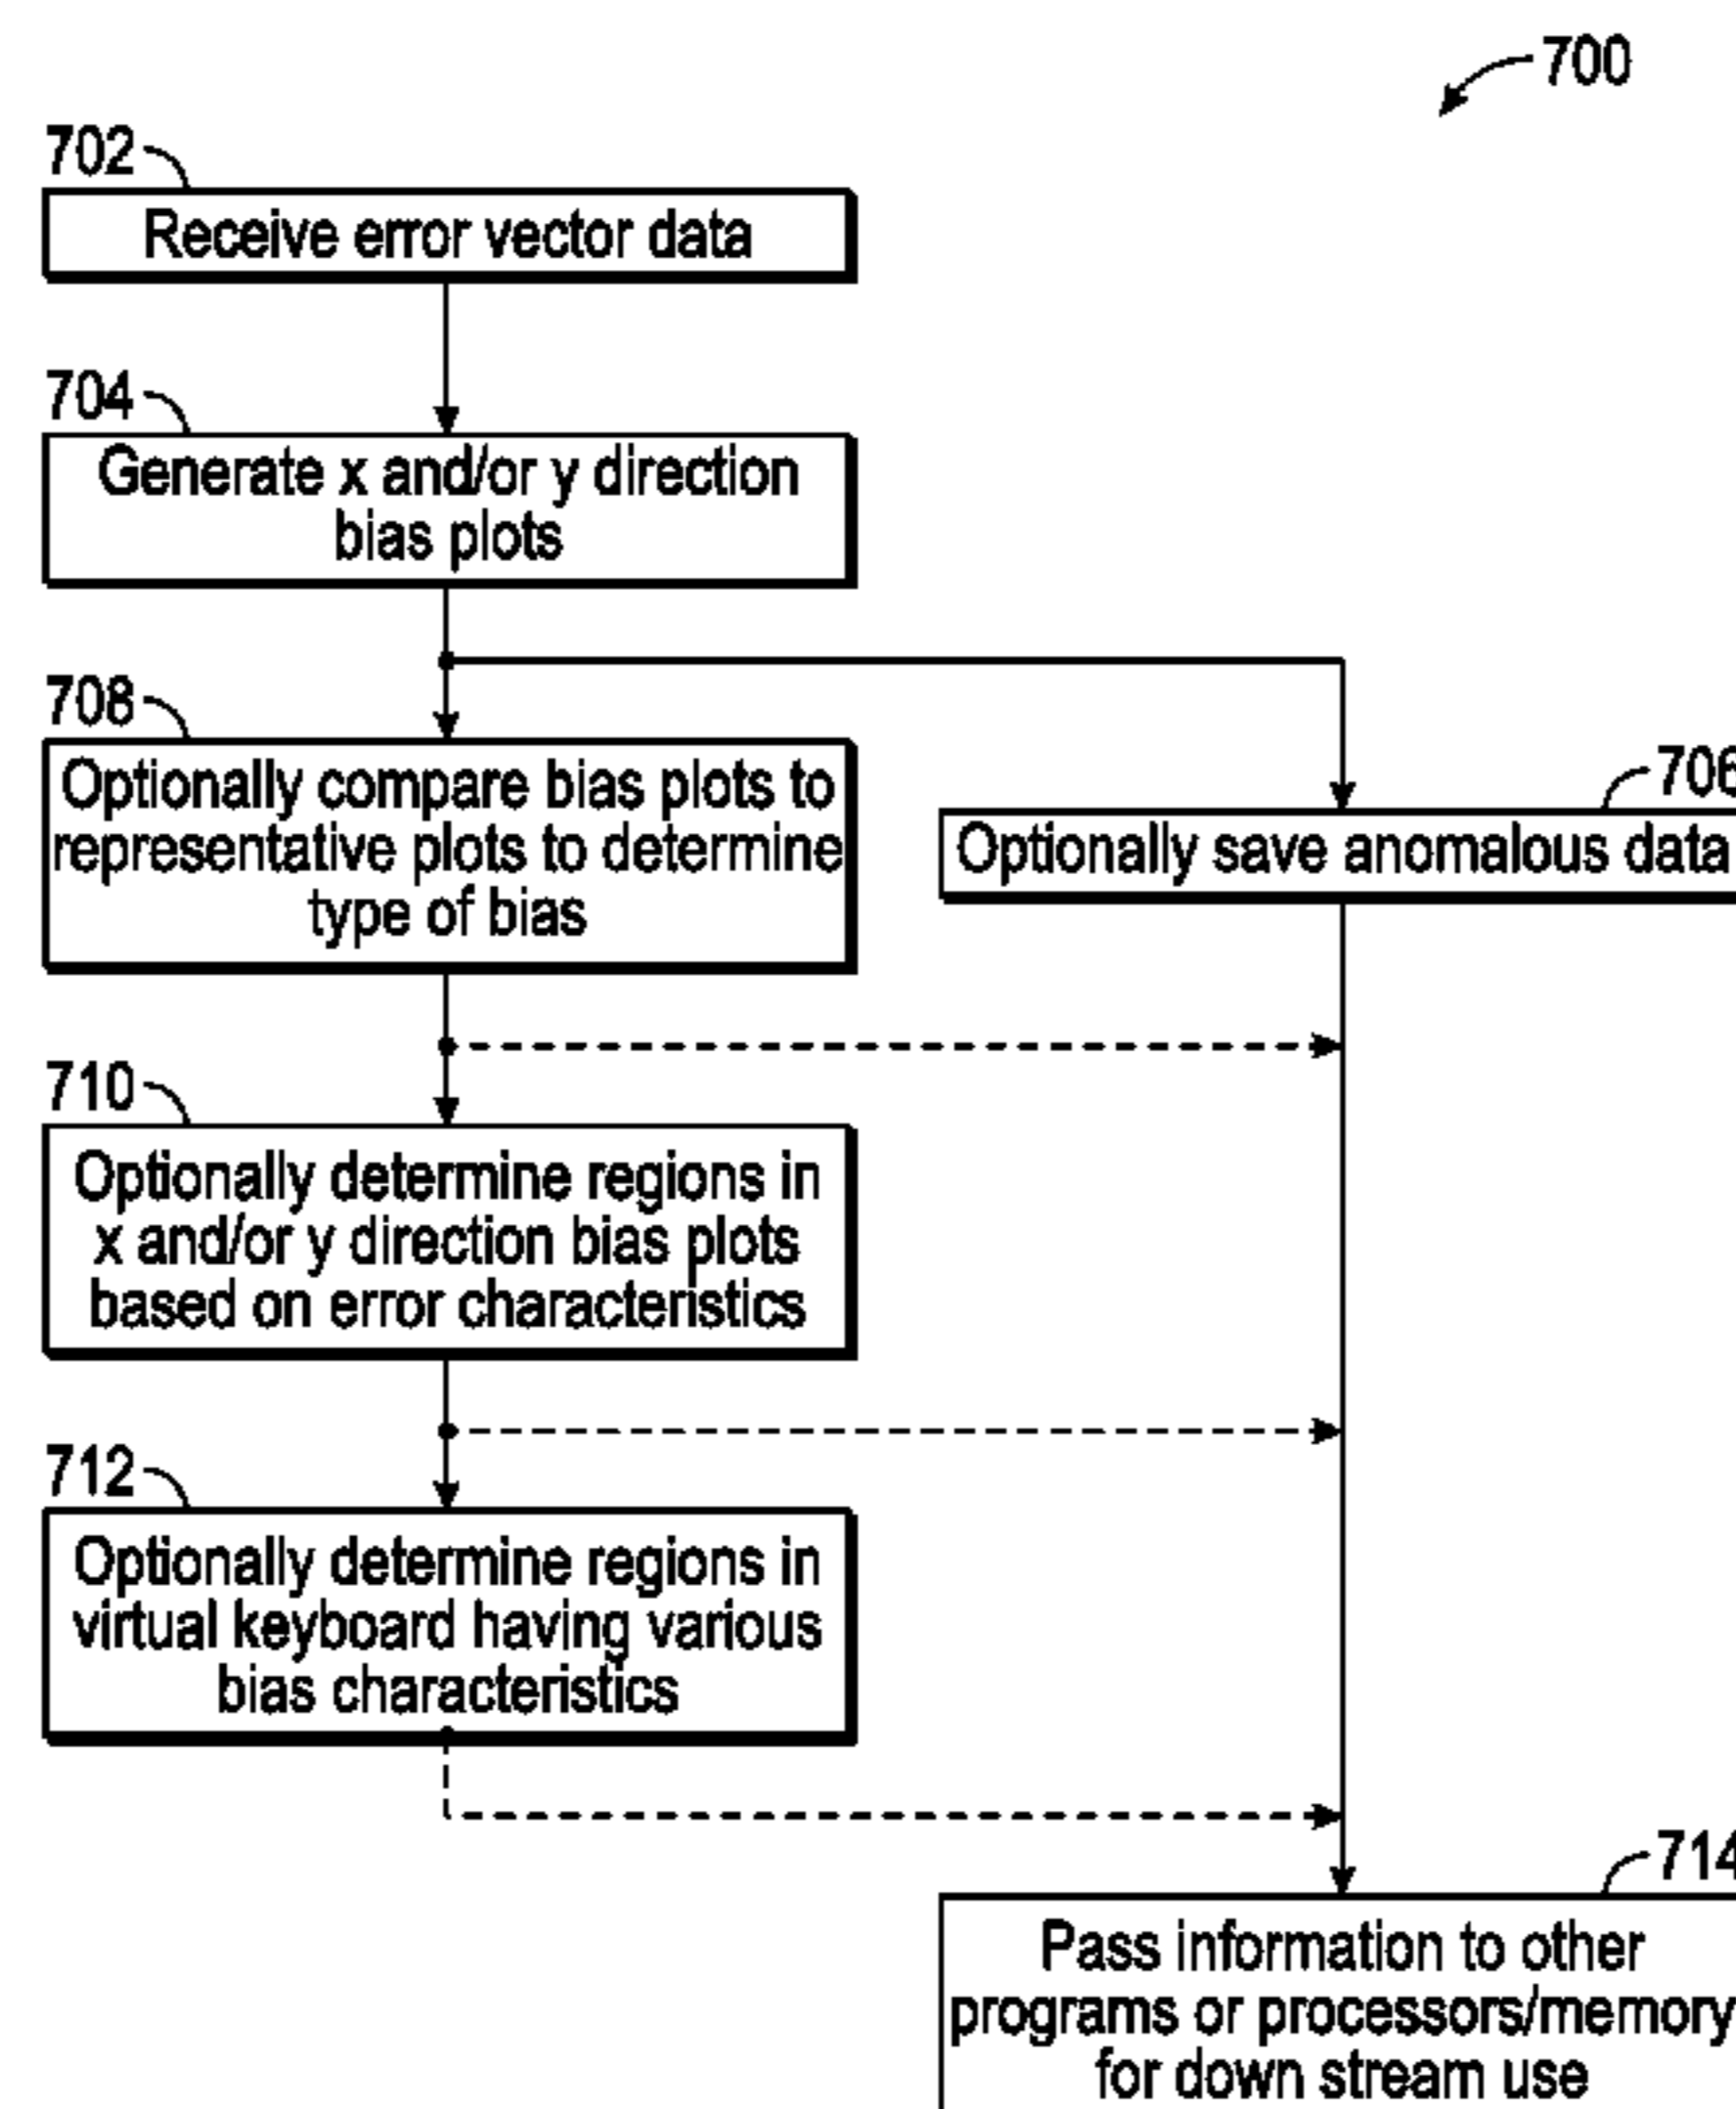 700
702
Receive error vector data
704
Generate x and/or y direction
bias plots
708
Optionally compare bias plots to
representative plots to determine
type of bias
706
Optionally save anomalous data
710
Optionally determine regions in
x and/or y direction bias plots
based on error characteristics
712
Optionally determine regions in
virtual keyboard having various
bias characteristics
714
Pass information to other
programs or processors/memory
for down stream use